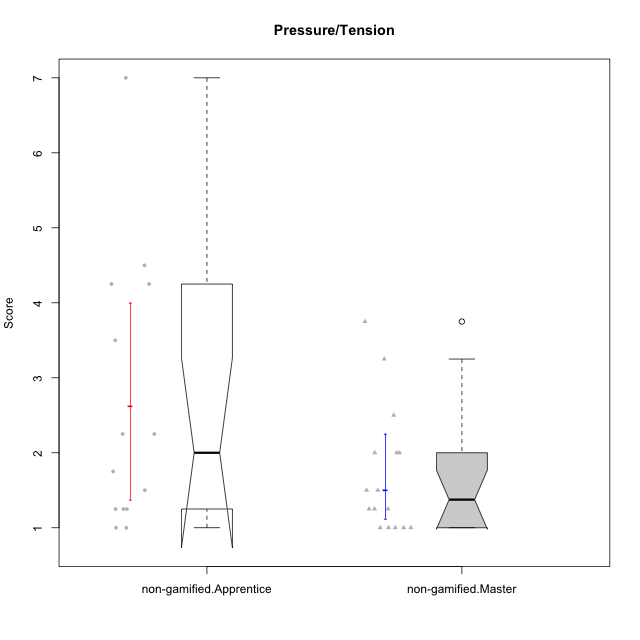 Pressure/Tension
7
6
5
4
3
2
1
Score
non-gamified.Apprentice
non-gamified.Master